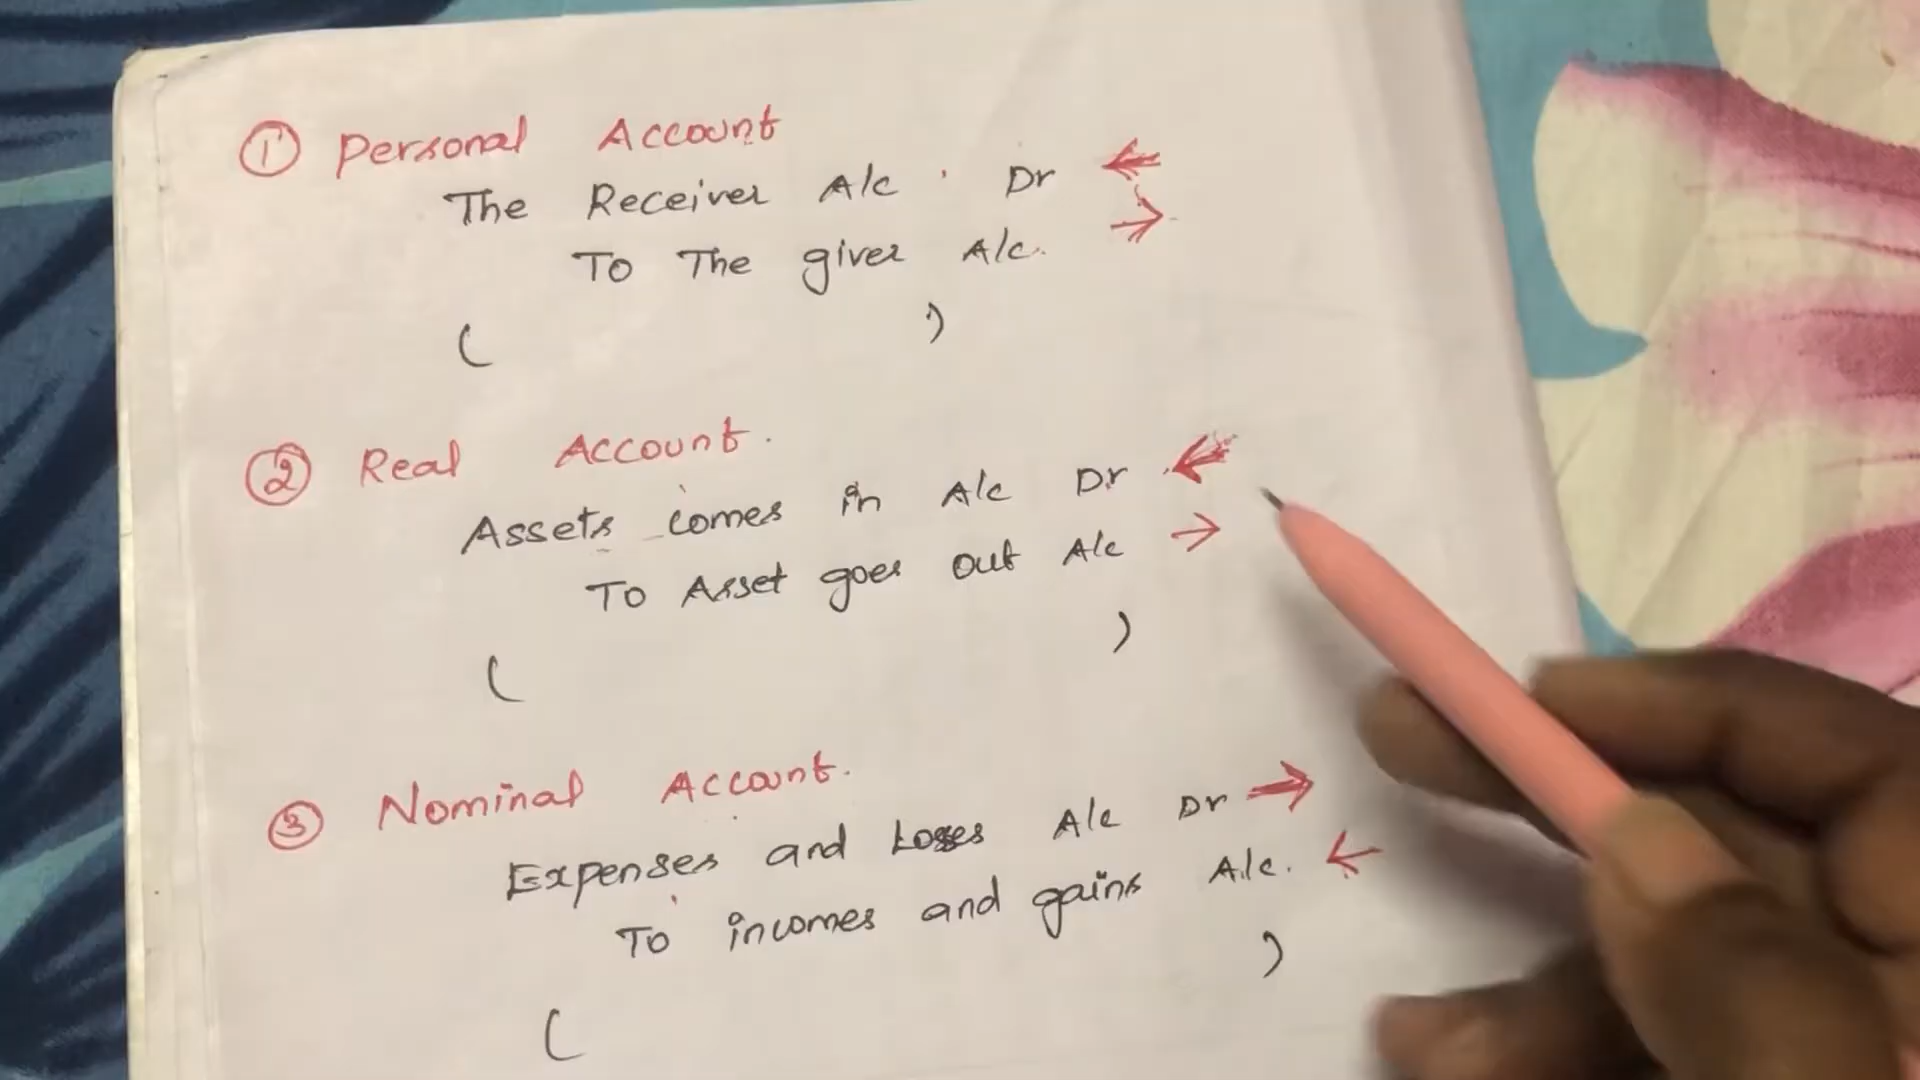 ① Personal Account
The Receiver A/c Dr ←
To The giver A/c. →
( )
② Real Account.
Assets comes in A/c Dr ←
To Asset goes out A/c →
( )
③ Nominal Account.
Expenses and Losses A/c Dr →
To incomes and gains A/c. ←
( )